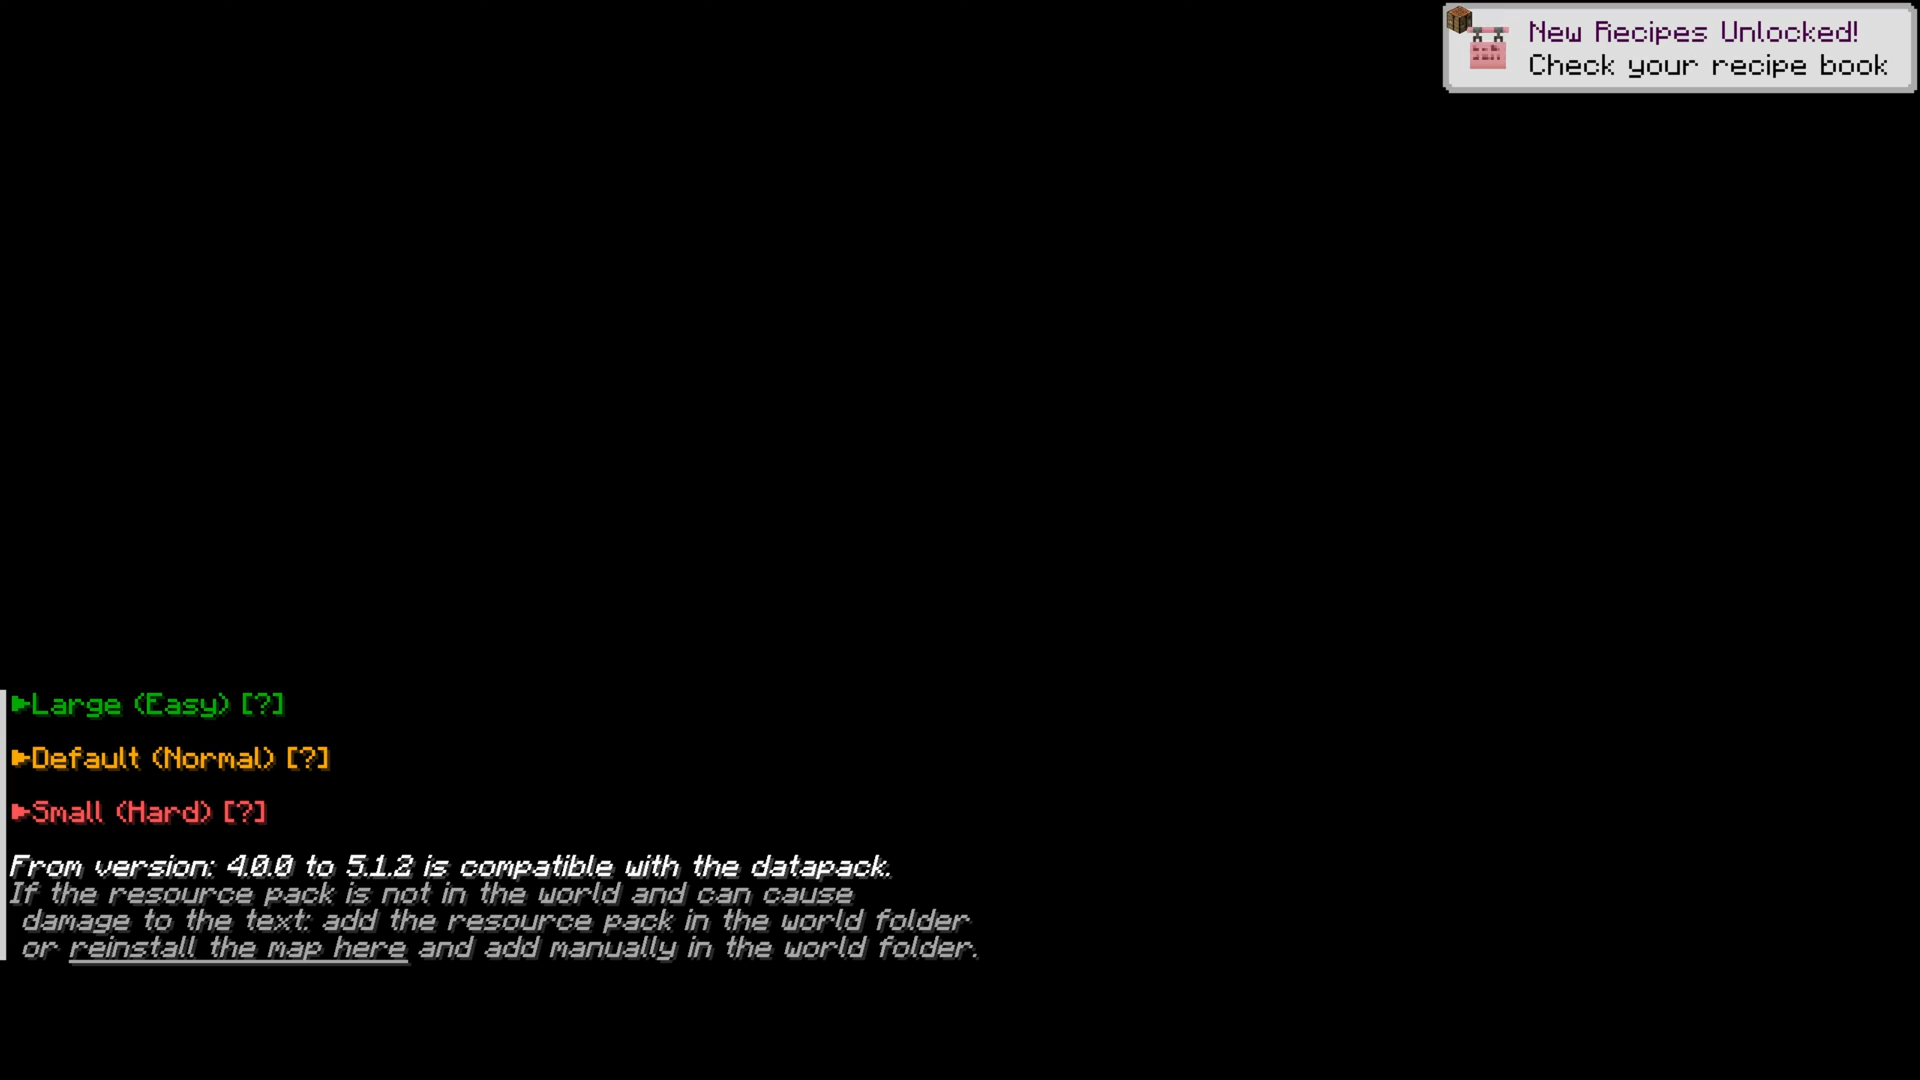 New Recipes Unlocked!
Check your recipe book
►Large (Easy) [?]
►Default (Normal) [?]
►Small (Hard) [?]
From version: 4.0.0 to 5.1.2 is compatible with the datapack.
If the resource pack is not in the world and can cause
damage to the text: add the resource pack in the world folder
or reinstall the map here and add manually in the world folder.